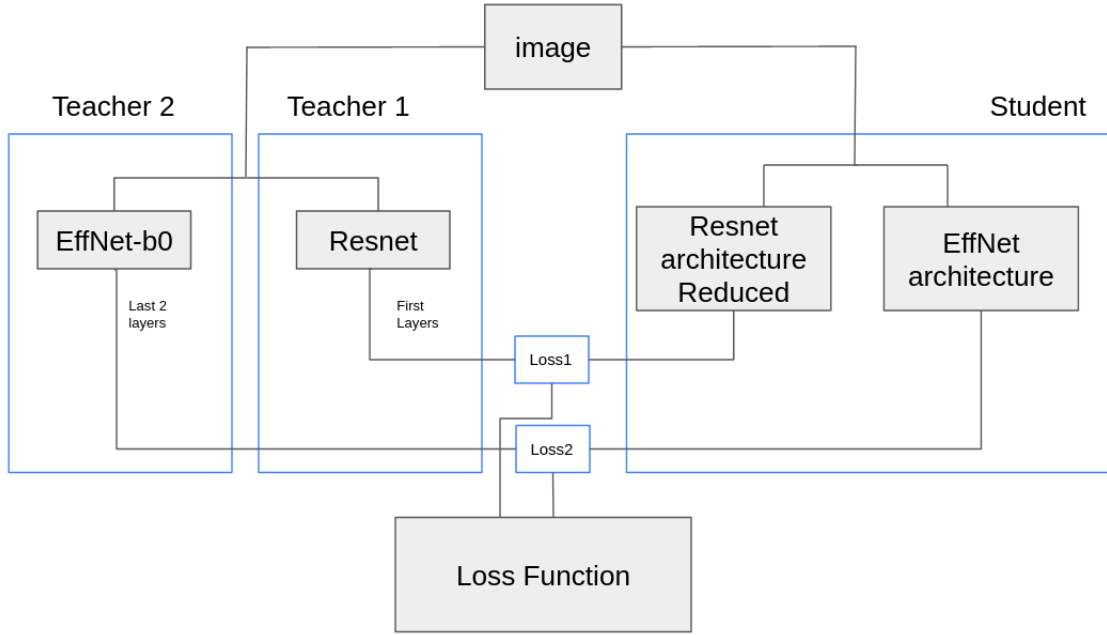 image
Teacher 2
Teacher 1
Student
EffNet-b0
Resnet
Resnet
architecture
Reduced
EffNet
architecture
Last 2
layers
First
Layers
Loss1
Loss2
Loss Function